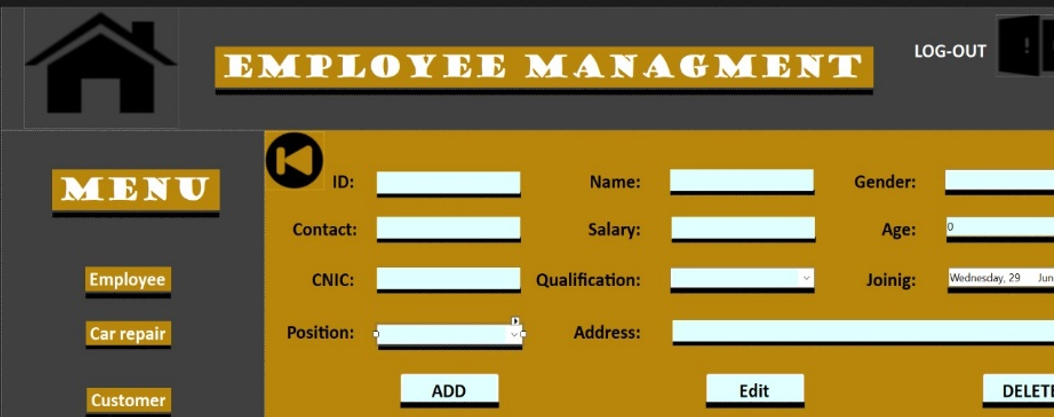 LOG-OUT
EMPLOYEE MANAGMENT
MENU
ID: Name: Gender:
Contact: Salary: Age: 0
Employee
CNIC: Qualification: Joinig: Wednesday, 29 Jun
Car repair
Position: Address:
ADD Edit DELETE
Customer